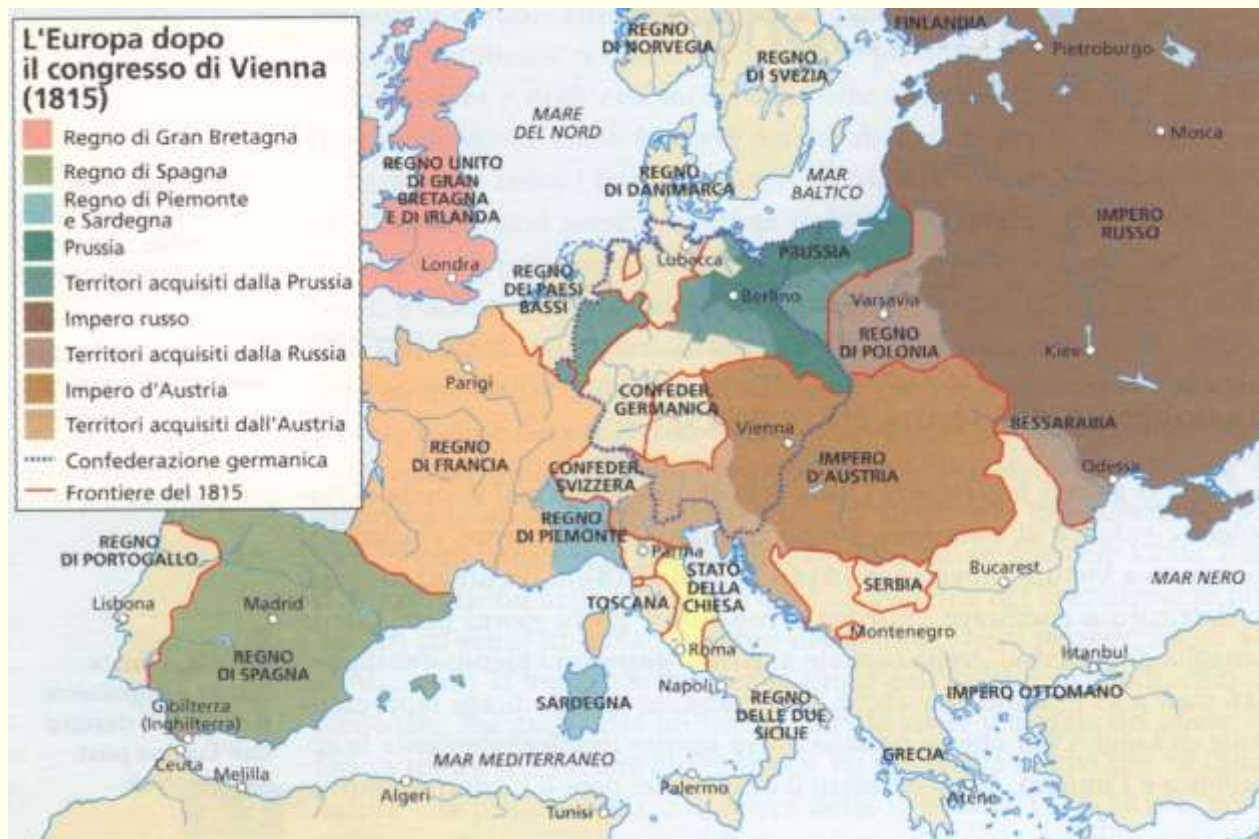 L'Europa dopo
il congresso di Vienna
(1815)
Regno di Gran Bretagna
Regno di Spagna
Regno di Piemonte
e Sardegna
Prussia
Territori acquisiti dalla Prussia
Impero russo
Territori acquisiti dalla Russia
Impero d'Austria
Territori acquisiti dall'Austria
Confederazione germanica
Frontiere del 1815
FINLANDIA
REGNO
DI NORVEGIA
REGNO
DI SVEZIA
Pietroburgo
Mosca
MARE
DEL NORD
REGNO UNITO
DI GRAN
BRETAGNA
E DI IRLANDA
REGNO
DI DANIMARCA
MAR
BALTICO
IMPERO
RUSSO
Londra
REGNO
DEI PAESI
BASSI
Lubecca
PRUSSIA
Berlino
Varsavia
REGNO
DI POLONIA
Kiev
Parigi
CONFEDER.
GERMANICA
Vienna
BESSARABIA
Odessa
REGNO
DI FRANCIA
CONFEDER.
SVIZZERA
IMPERO
D'AUSTRIA
REGNO
DI PIEMONTE
REGNO
DI PORTOGALLO
Parma
STATO
DELLA
CHIESA
SERBIA
Bucarest
MAR NERO
Lisbona
Madrid
TOSCANA
Montenegro
Roma
Istanbul
REGNO
DI SPAGNA
SARDEGNA
Napoli
REGNO
DELLE DUE
SICILIE
IMPERO OTTOMANO
Gibilterra
(Inghilterra)
Ceuta
Melilla
MAR MEDITERRANEO
GRECIA
Algeri
Tunisi
Palermo
Atene